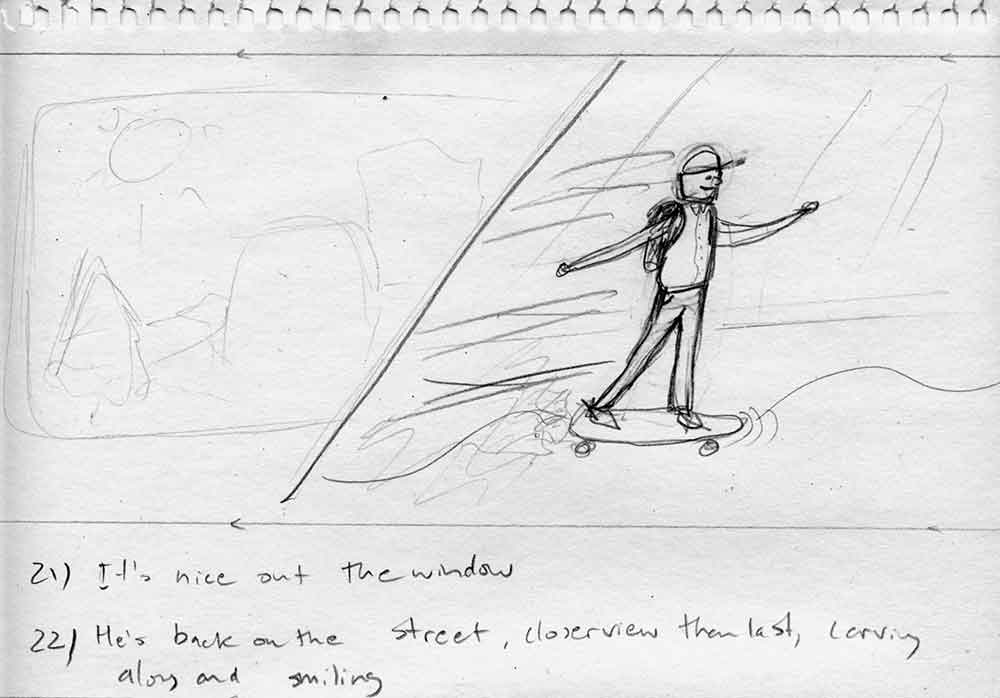 21) It's nice out the window
22) He's back on the street, closerview than last, carving
along and smiling